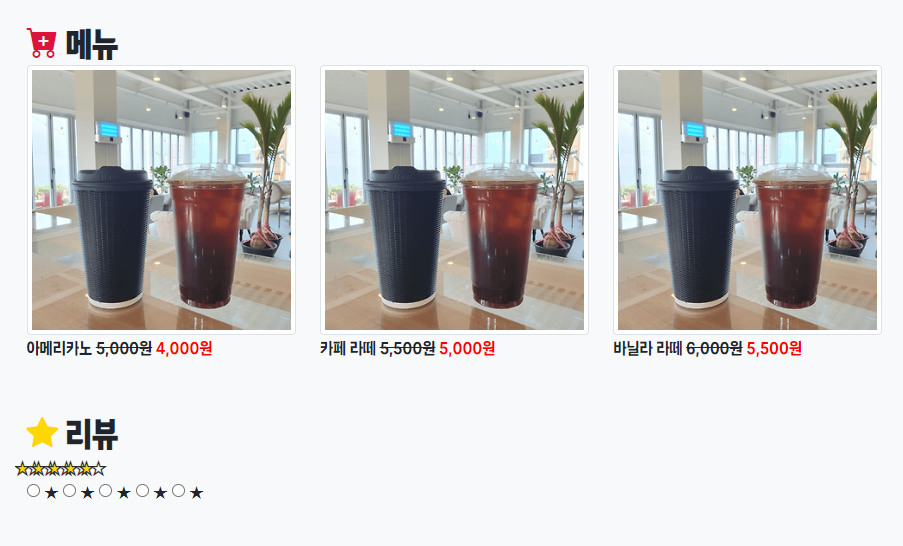 메뉴
아메리카노 5,000원 4,000원
카페 라떼 5,500원 5,000원
바닐라 라떼 6,000원 5,500원
리뷰
★ ★ ★ ★ ★